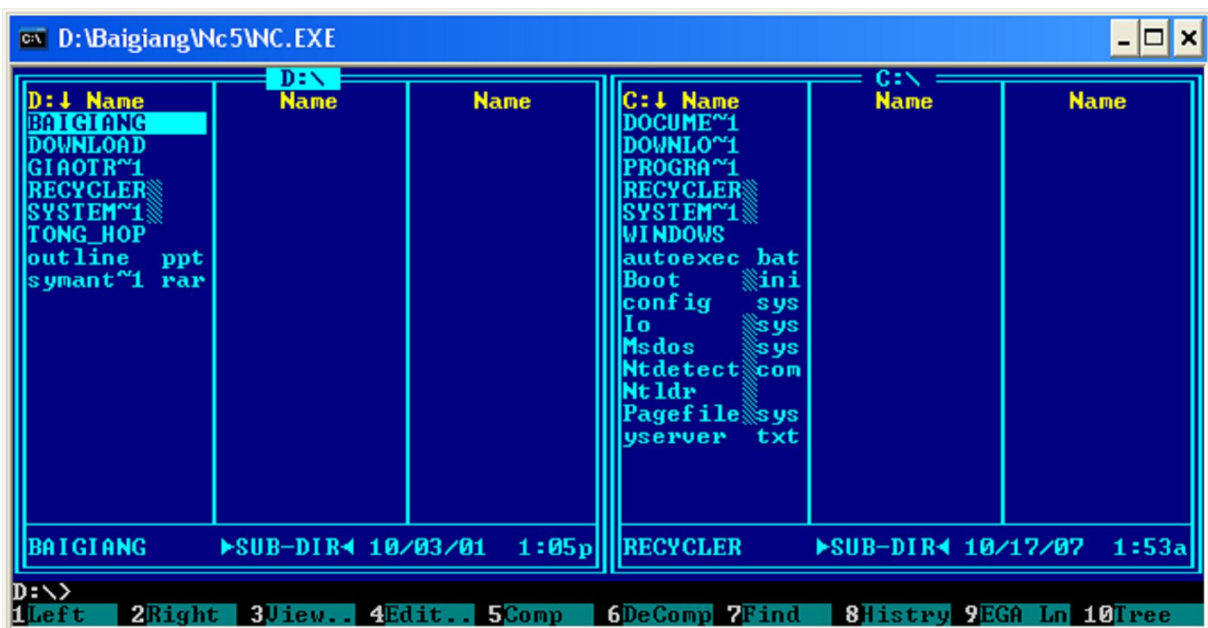 D:\Baigiang\Nc5\NC.EXE
D:\
D:↓ Name Name Name
BAIGIANG
DOWNLOAD
GIAOTR~1
RECYCLER░
SYSTEM~1░
TONG_HOP
outline ppt
symant~1 rar
BAIGIANG ►SUB-DIR◄ 10/03/01 1:05p
C:\
C:↓ Name Name Name
DOCUME~1
DOWNLO~1
PROGRA~1
RECYCLER░
SYSTEM~1░
WINDOWS
autoexec bat
Boot ░ini
config sys
Io ░sys
Msdos ░sys
Ntdetect░com
Ntldr ░
Pagefile░sys
yserver txt
RECYCLER ►SUB-DIR◄ 10/17/07 1:53a
D:\>
1Left 2Right 3View.. 4Edit.. 5Comp 6DeComp 7Find 8Histry 9EGA Ln 10Tree